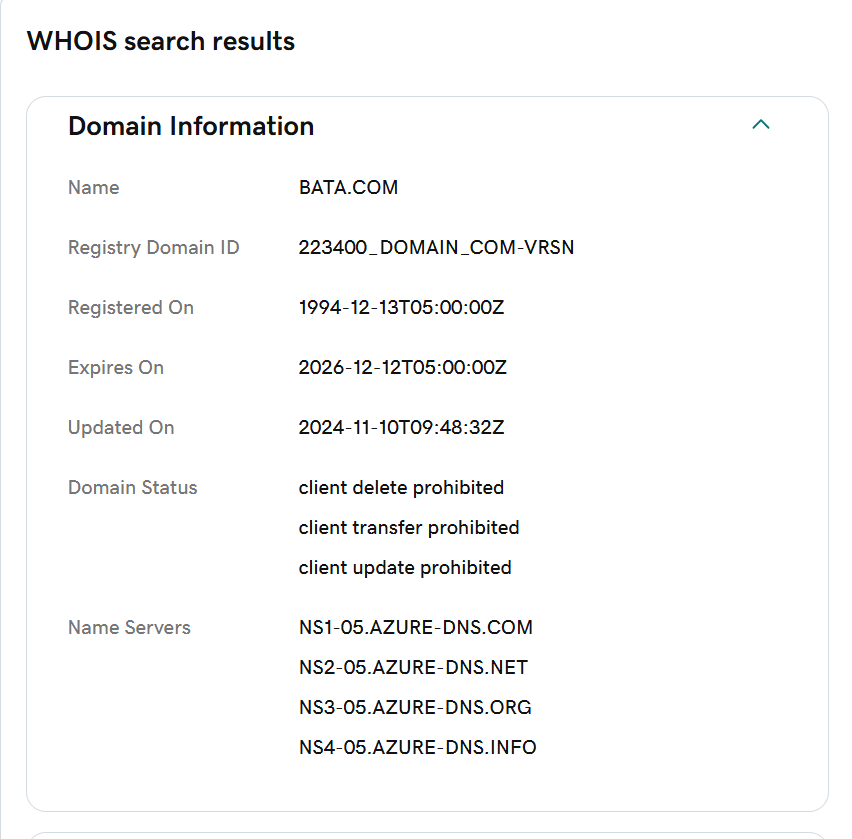 WHOIS search results
Domain Information
Name BATA.COM
Registry Domain ID 223400_DOMAIN_COM-VRSN
Registered On 1994-12-13T05:00:00Z
Expires On 2026-12-12T05:00:00Z
Updated On 2024-11-10T09:48:32Z
Domain Status client delete prohibited
client transfer prohibited
client update prohibited
Name Servers NS1-05.AZURE-DNS.COM
NS2-05.AZURE-DNS.NET
NS3-05.AZURE-DNS.ORG
NS4-05.AZURE-DNS.INFO